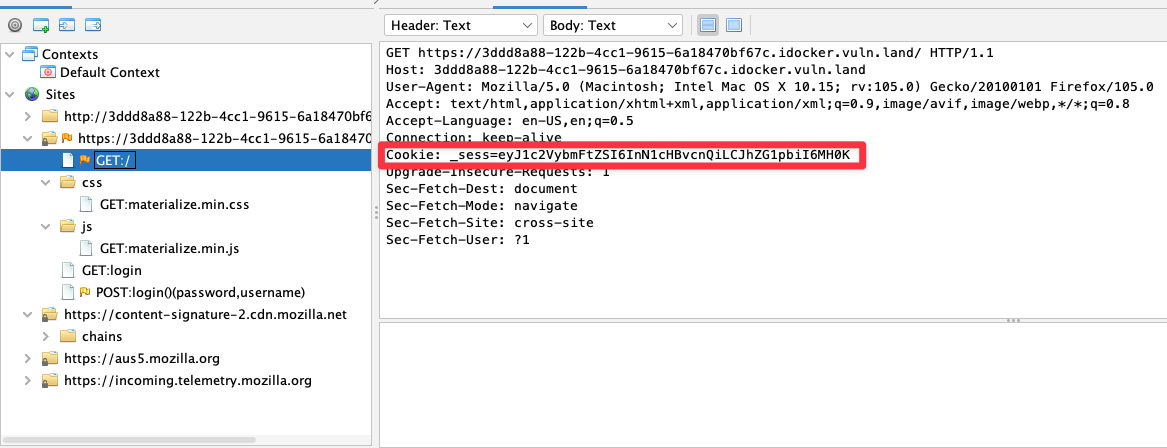 Contexts
Default Context
Sites
http://3ddd8a88-122b-4cc1-9615-6a18470bf6
https://3ddd8a88-122b-4cc1-9615-6a18470
GET:/
css
GET:materialize.min.css
js
GET:materialize.min.js
GET:login
POST:login()(password,username)
https://content-signature-2.cdn.mozilla.net
chains
https://aus5.mozilla.org
https://incoming.telemetry.mozilla.org
Header: Text
Body: Text
GET https://3ddd8a88-122b-4cc1-9615-6a18470bf67c.idocker.vuln.land/ HTTP/1.1
Host: 3ddd8a88-122b-4cc1-9615-6a18470bf67c.idocker.vuln.land
User-Agent: Mozilla/5.0 (Macintosh; Intel Mac OS X 10.15; rv:105.0) Gecko/20100101 Firefox/105.0
Accept: text/html,application/xhtml+xml,application/xml;q=0.9,image/avif,image/webp,*/*;q=0.8
Accept-Language: en-US,en;q=0.5
Connection: keep-alive
Cookie: _sess=eyJ1c2VybmFtZSI6InN1cHBvcnQiLCJhZG1pbiI6MH0K
Upgrade-Insecure-Requests: 1
Sec-Fetch-Dest: document
Sec-Fetch-Mode: navigate
Sec-Fetch-Site: cross-site
Sec-Fetch-User: ?1